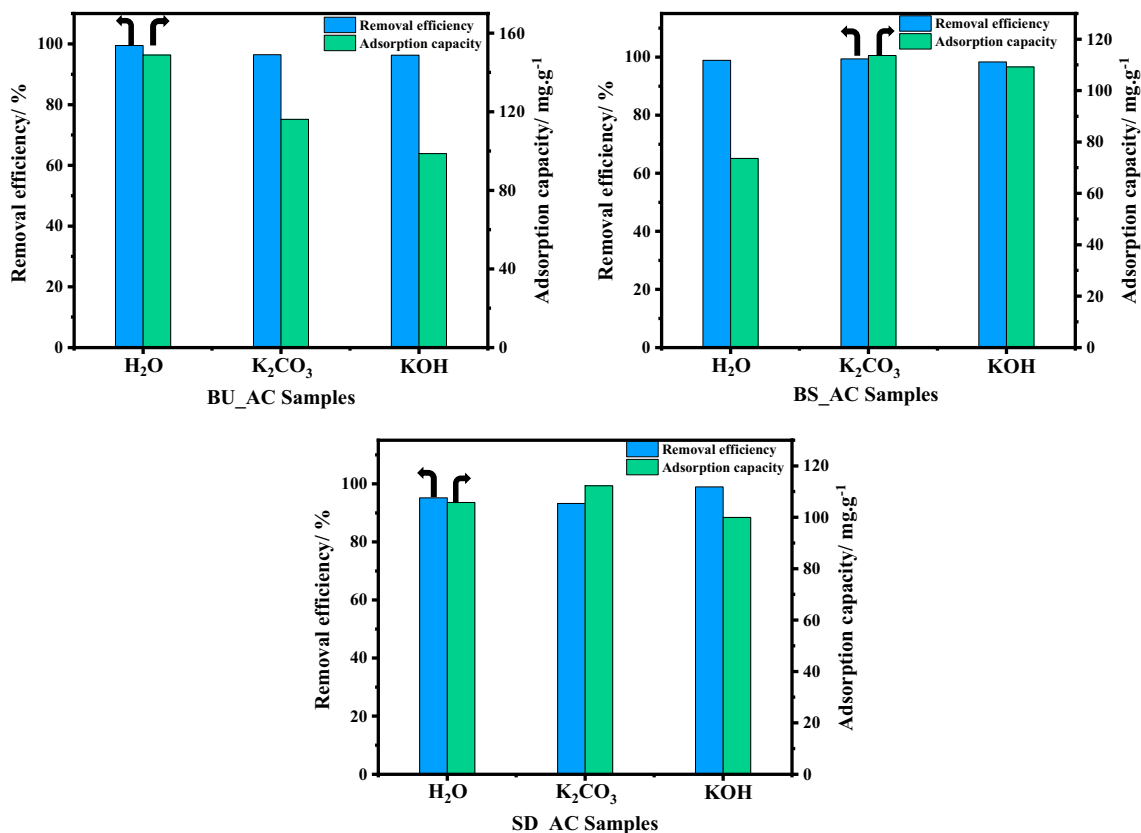 Removal efficiency
Adsorption capacity
Removal efficiency/ %
100
80
60
40
20
0
Adsorption capacity/ mg.g⁻¹
160
120
80
40
0
H₂O K₂CO₃ KOH
BU_AC Samples
Removal efficiency
Adsorption capacity
Removal efficiency/ %
100
80
60
40
20
0
Adsorption capacity/ mg.g⁻¹
120
100
80
60
40
20
0
H₂O K₂CO₃ KOH
BS_AC Samples
Removal efficiency
Adsorption capacity
Removal efficiency/ %
100
80
60
40
20
0
Adsorption capacity/ mg.g⁻¹
120
100
80
60
40
20
0
H₂O K₂CO₃ KOH
SD_AC Samples